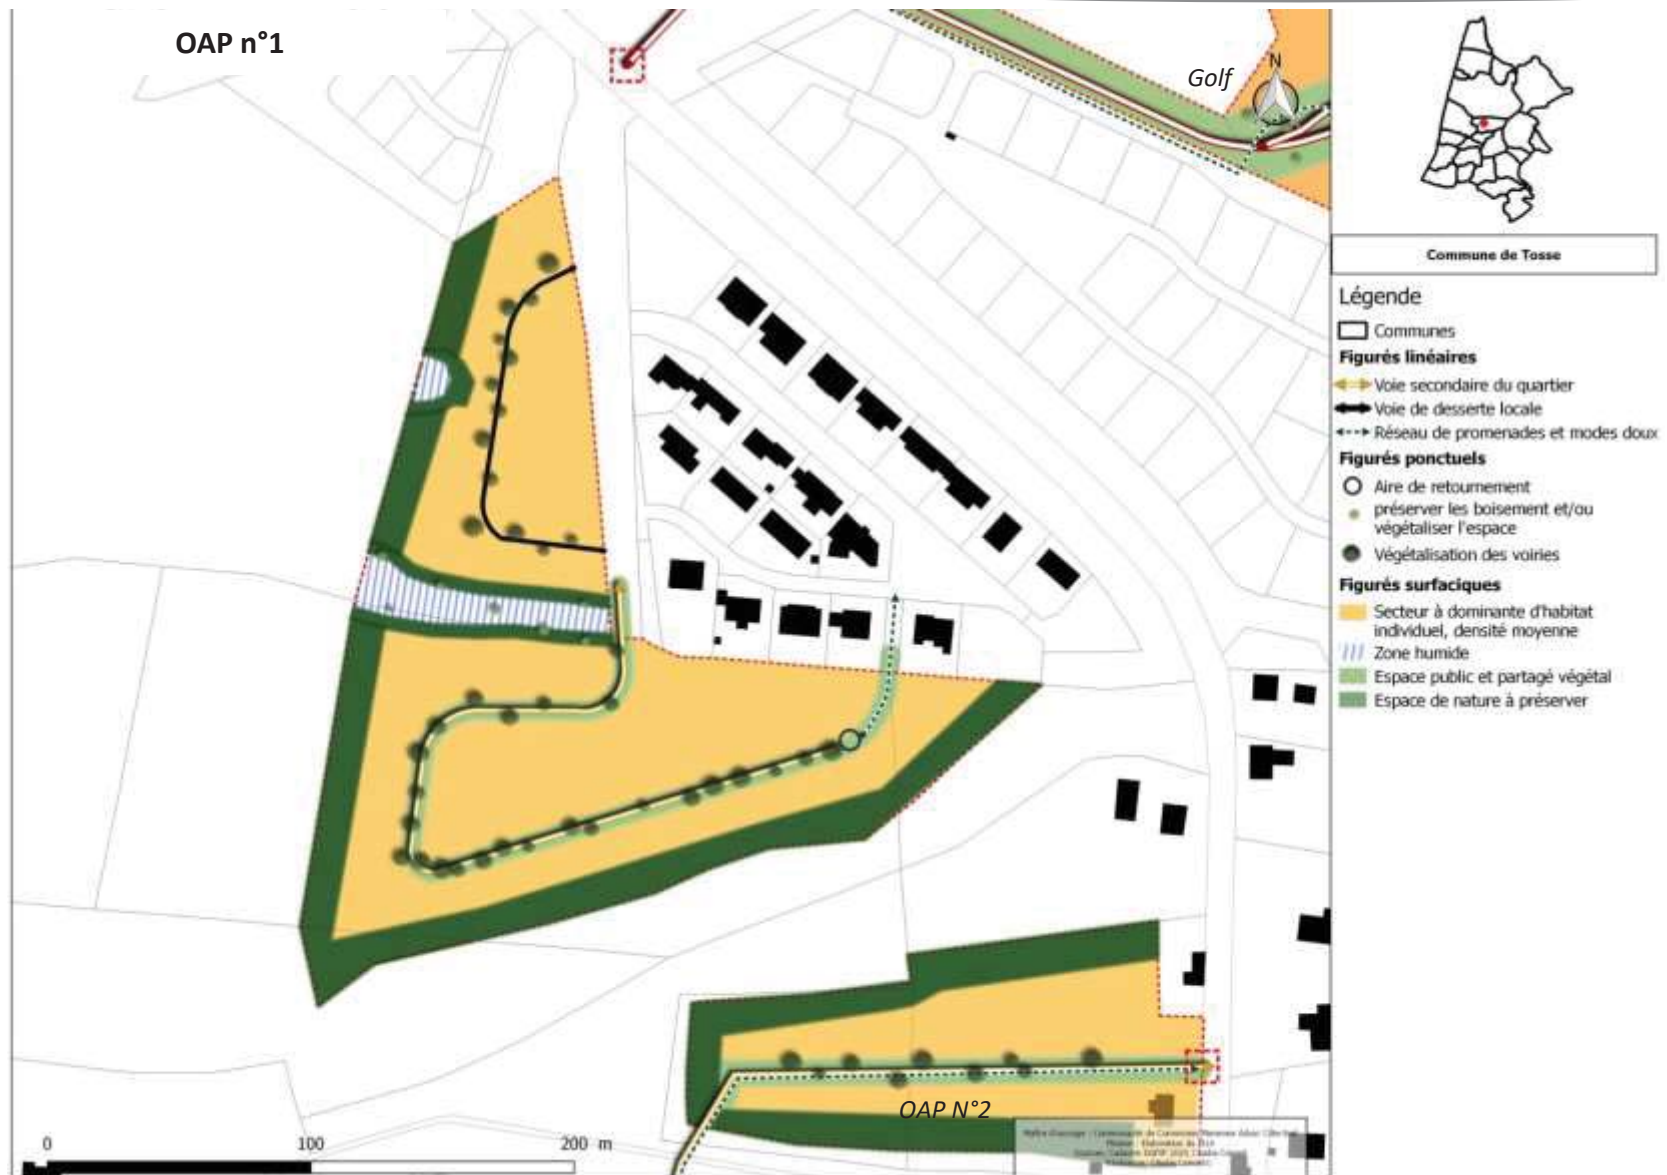 OAP n°1
Golf
N
Commune de Tosse
Légende
Communes
Figurés linéaires
Voie secondaire du quartier
Voie de desserte locale
Réseau de promenades et modes doux
Figurés ponctuels
Aire de retournement
préserver les boisement et/ou
végétaliser l'espace
Végétalisation des voiries
Figurés surfaciques
Secteur à dominante d'habitat
individuel, densité moyenne
Zone humide
Espace public et partagé végétal
Espace de nature à préserver
OAP N°2
0 100 200 m